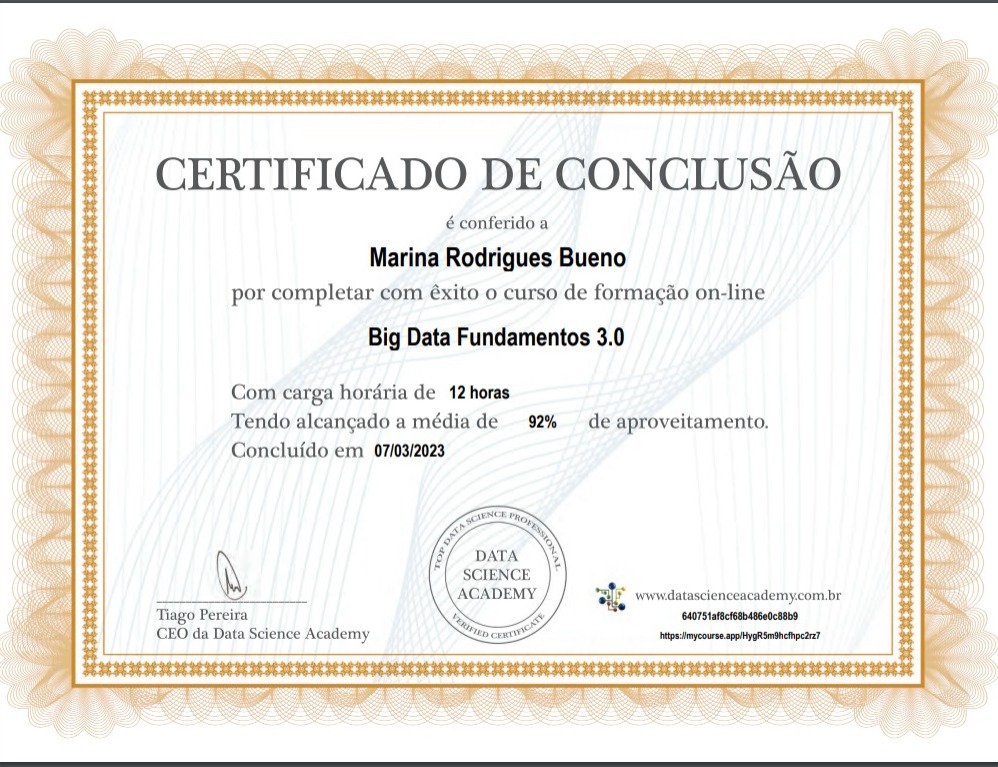 CERTIFICADO DE CONCLUSÃO
é conferido a
Marina Rodrigues Bueno
por completar com êxito o curso de formação on-line
Big Data Fundamentos 3.0
Com carga horária de 12 horas
Tendo alcançado a média de 92% de aproveitamento.
Concluído em 07/03/2023
TOP DATA SCIENCE PROFESSIONAL
DATA
SCIENCE
ACADEMY
VERIFIED CERTIFICATE
Tiago Pereira
CEO da Data Science Academy
www.datascienceacademy.com.br
640751af8cf68b486e0c88b9
https://mycourse.app/HygR5m9hcfhpc2rz7